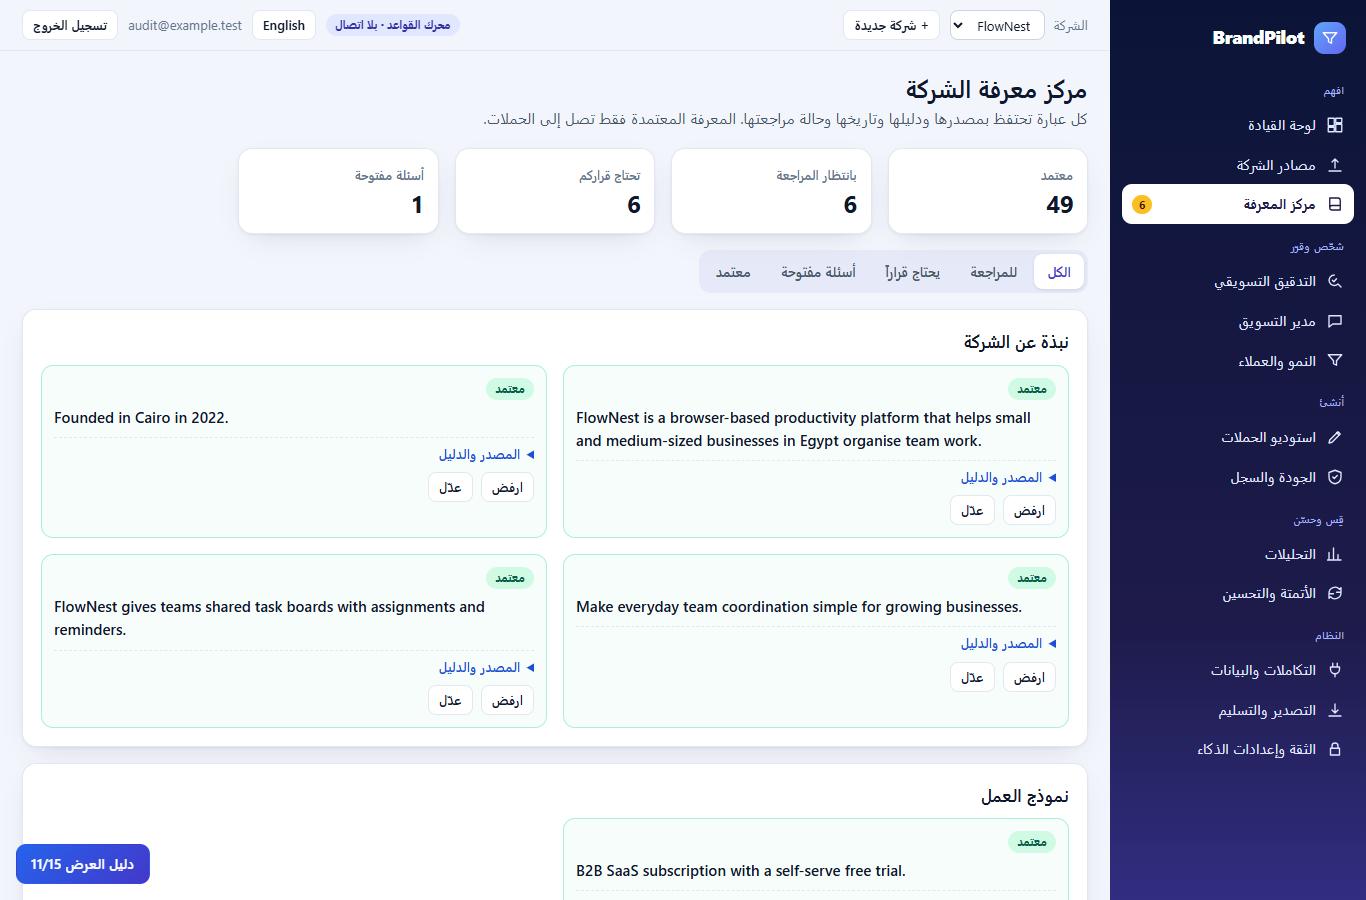 BrandPilot
افهم
لوحة القيادة
مصادر الشركة
مركز المعرفة
6
شخّص وقرر
التدقيق التسويقي
مدير التسويق
النمو والعملاء
أنشئ
استوديو الحملات
الجودة والسجل
قِس وحسّن
التحليلات
الأتمتة والتحسين
النظام
التكاملات والبيانات
التصدير والتسليم
الثقة وإعدادات الذكاء
الشركة
FlowNest
+ شركة جديدة
محرك القواعد · بلا اتصال
English
audit@example.test
تسجيل الخروج
مركز معرفة الشركة
كل عبارة تحتفظ بمصدرها ودليلها وتاريخها وحالة مراجعتها. المعرفة المعتمدة فقط تصل إلى الحملات.
معتمد
49
بانتظار المراجعة
6
تحتاج قراركم
6
أسئلة مفتوحة
1
الكل
للمراجعة
يحتاج قراراً
أسئلة مفتوحة
معتمد
نبذة عن الشركة
معتمد
FlowNest is a browser-based productivity platform that helps small
and medium-sized businesses in Egypt organise team work.
المصدر والدليل
ارفض
عدّل
معتمد
Founded in Cairo in 2022.
المصدر والدليل
ارفض
عدّل
معتمد
Make everyday team coordination simple for growing businesses.
المصدر والدليل
ارفض
عدّل
معتمد
FlowNest gives teams shared task boards with assignments and
reminders.
المصدر والدليل
ارفض
عدّل
نموذج العمل
معتمد
B2B SaaS subscription with a self-serve free trial.
دليل العرض 11/15